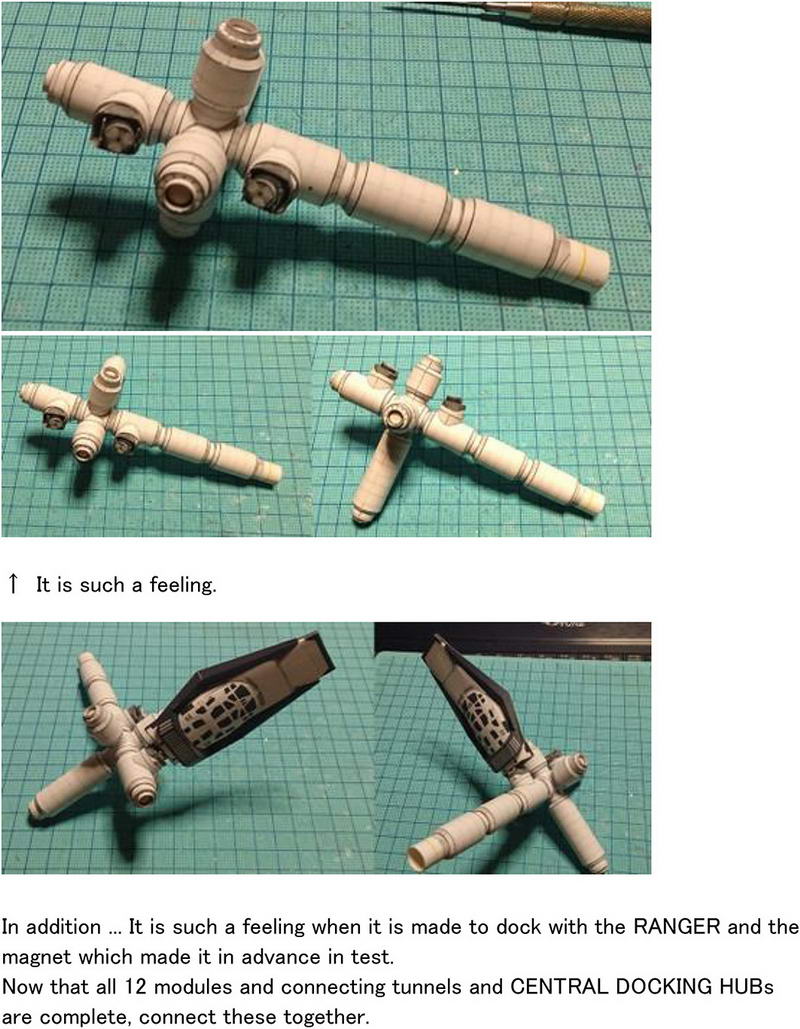 ↑ It is such a feeling.
In addition ... It is such a feeling when it is made to dock with the RANGER and the
magnet which made it in advance in test.
Now that all 12 modules and connecting tunnels and CENTRAL DOCKING HUBs
are complete, connect these together.